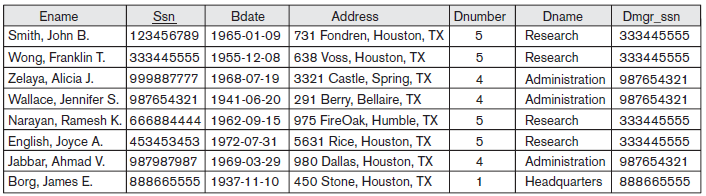 Ename Ssn Bdate Address Dnumber Dname Dmgr_ssn
Smith, John B. 123456789 1965-01-09 731 Fondren, Houston, TX 5 Research 333445555
Wong, Franklin T. 333445555 1955-12-08 638 Voss, Houston, TX 5 Research 333445555
Zelaya, Alicia J. 999887777 1968-07-19 3321 Castle, Spring, TX 4 Administration 987654321
Wallace, Jennifer S. 987654321 1941-06-20 291 Berry, Bellaire, TX 4 Administration 987654321
Narayan, Ramesh K. 666884444 1962-09-15 975 FireOak, Humble, TX 5 Research 333445555
English, Joyce A. 453453453 1972-07-31 5631 Rice, Houston, TX 5 Research 333445555
Jabbar, Ahmad V. 987987987 1969-03-29 980 Dallas, Houston, TX 4 Administration 987654321
Borg, James E. 888665555 1937-11-10 450 Stone, Houston, TX 1 Headquarters 888665555